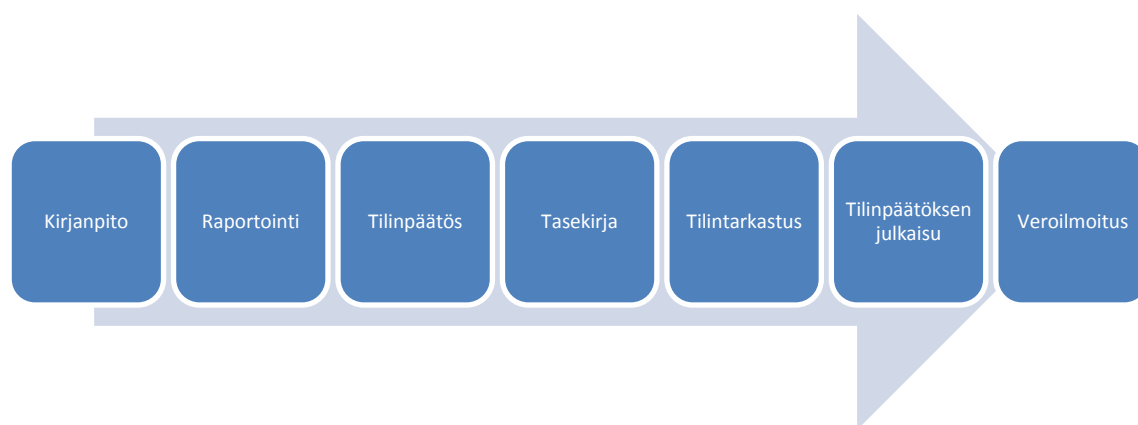 Kirjanpito
Raportointi
Tilinpäätös
Tasekirja
Tilintarkastus
Tilinpäätöksen
julkaisu
Veroilmoitus